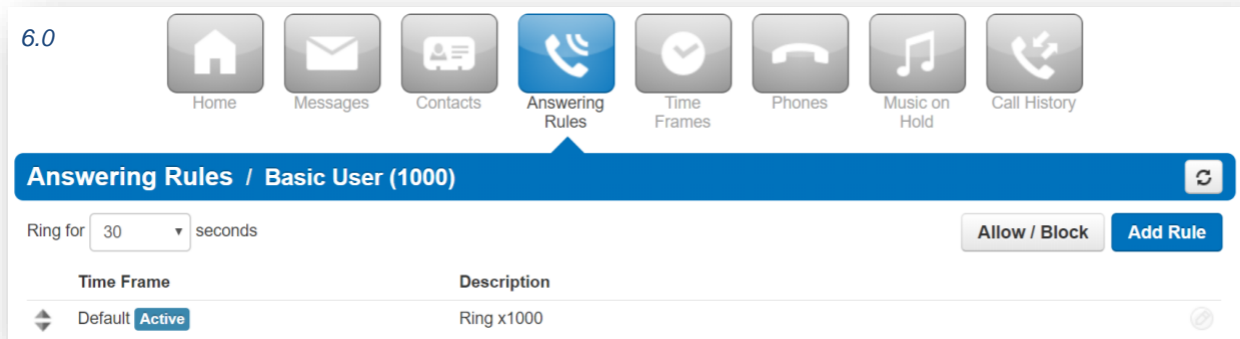 6.0
Home Messages Contacts Answering Rules Time Frames Phones Music on Hold Call History
Answering Rules / Basic User (1000)
Ring for 30 seconds Allow / Block Add Rule
Time Frame Description
Default Active Ring x1000